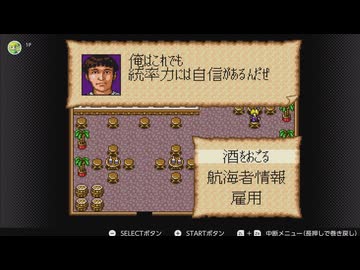 1P
俺はこれでも
統率力には自信があるんだぜ
酒をおごる
航海者情報
雇用
− SELECTボタン + STARTボタン ZL + ZR 中断メニュー(長押しで巻き戻し)